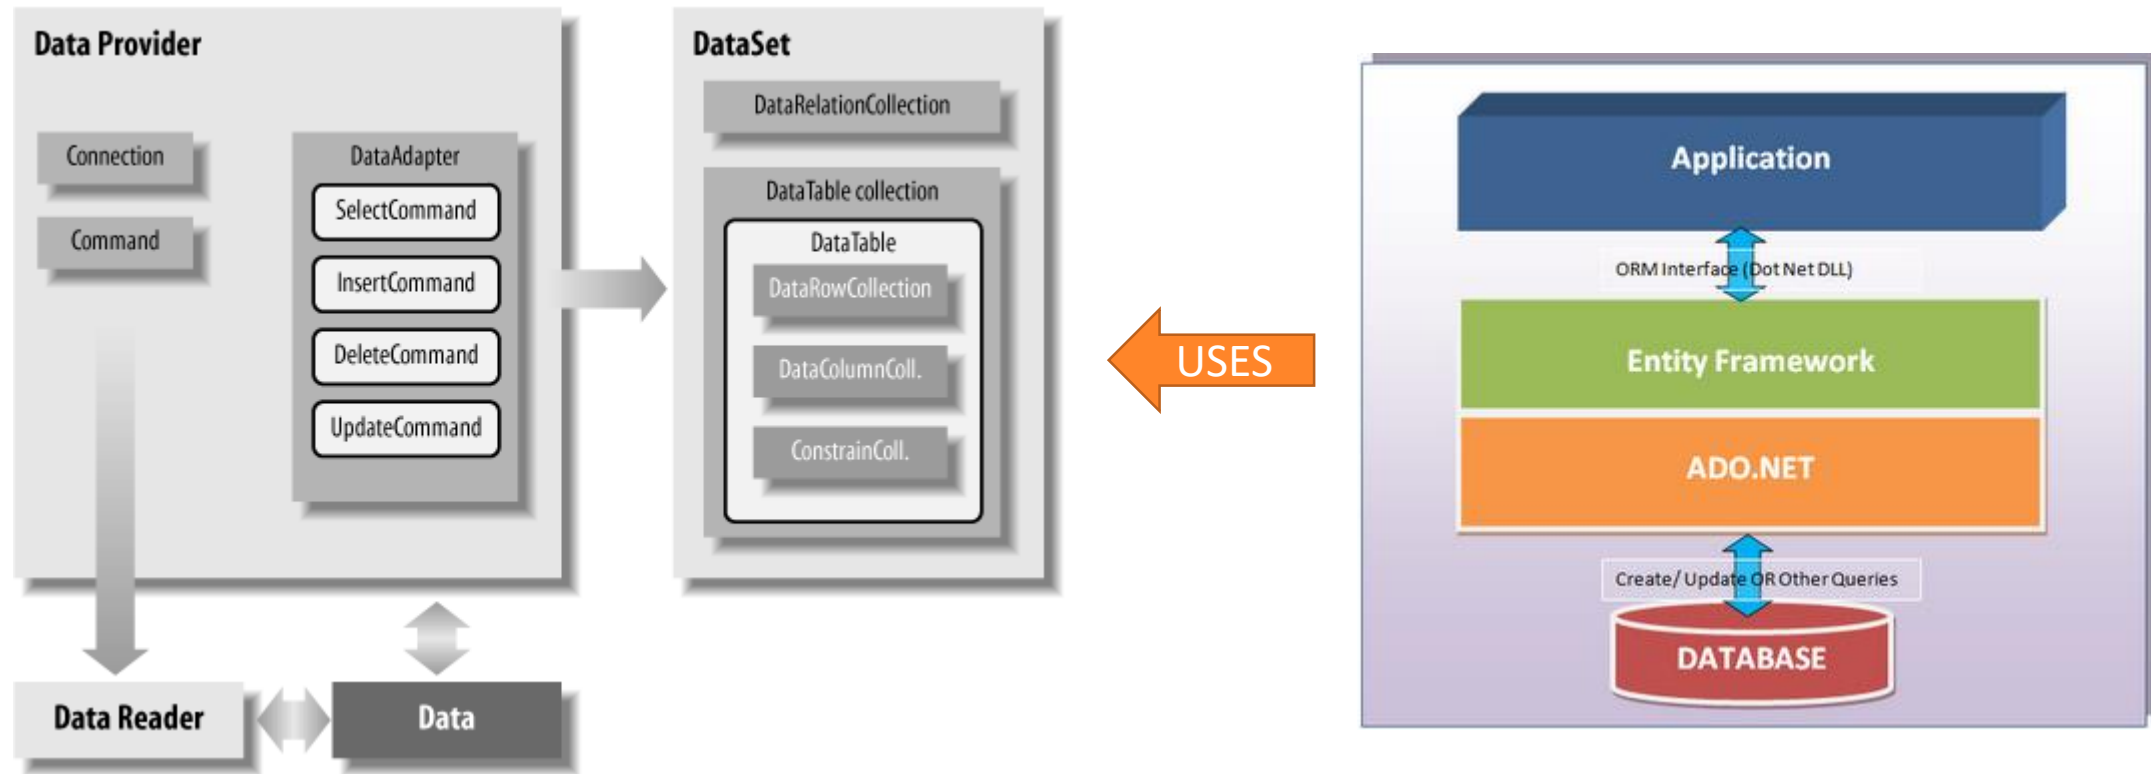 Data Provider
Connection
Command
DataAdapter
SelectCommand
InsertCommand
DeleteCommand
UpdateCommand
Data Reader
Data
DataSet
DataRelationCollection
DataTable collection
DataTable
DataRowCollection
DataColumnColl.
ConstrainColl.
USES
Application
ORM Interface (Dot Net DLL)
Entity Framework
ADO.NET
Create/ Update OR Other Queries
DATABASE